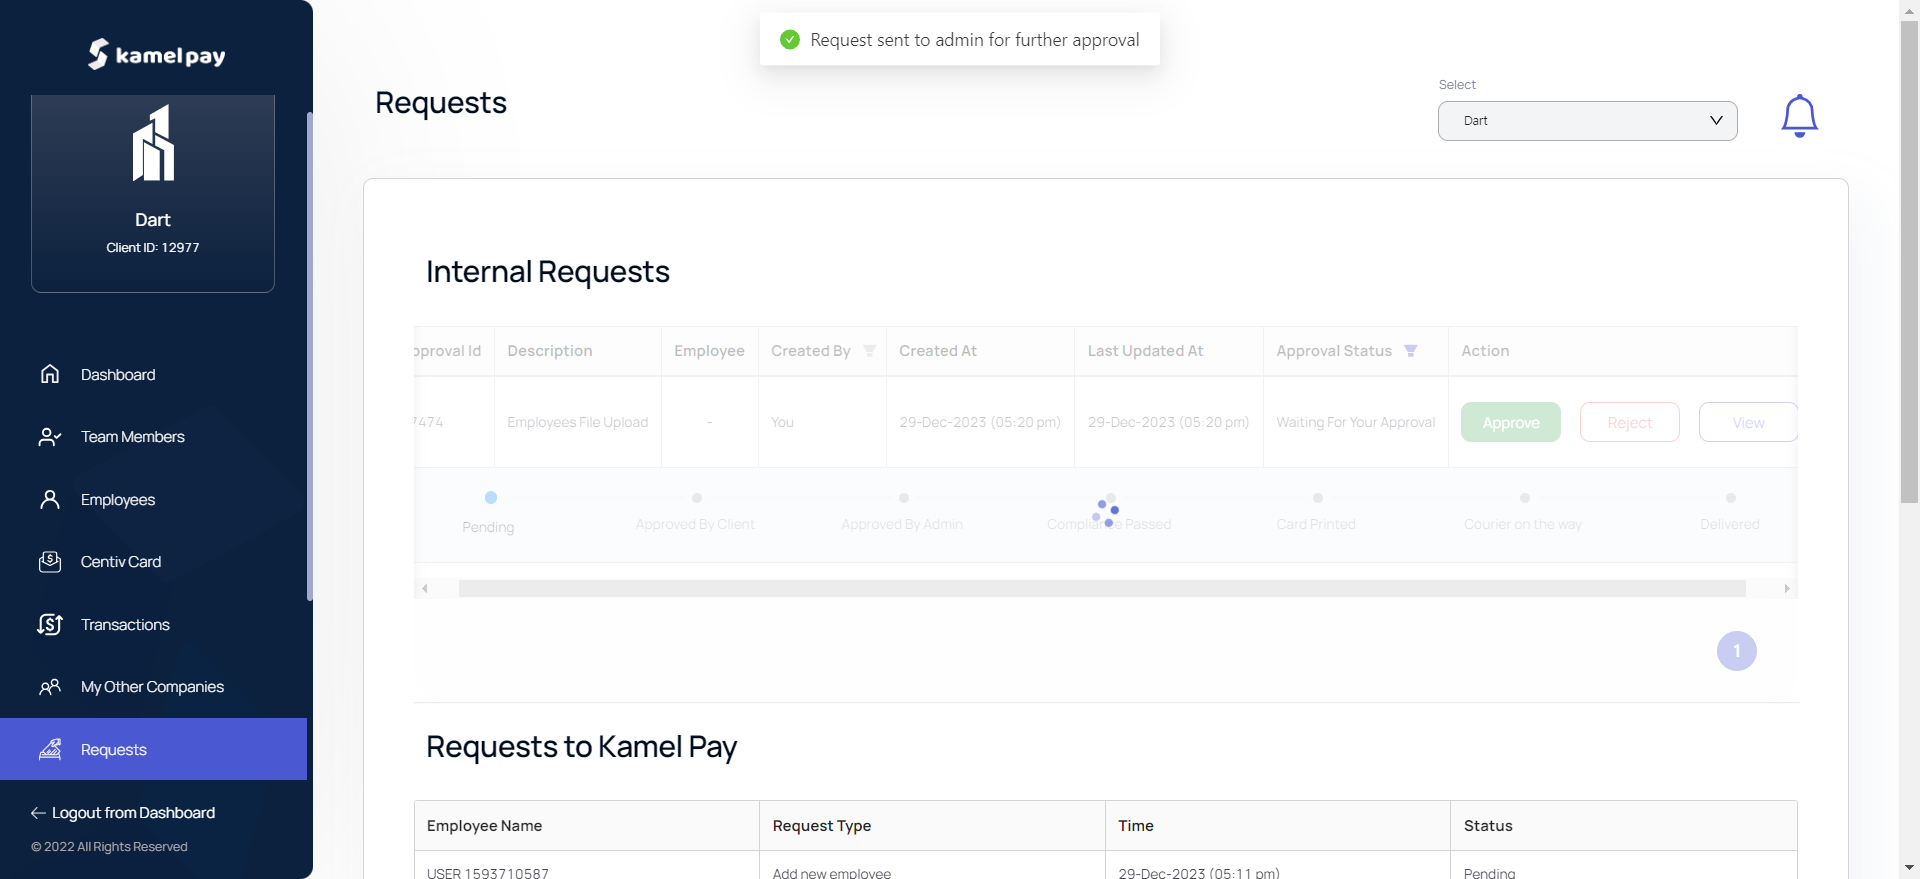 kamelpay
Dart
Client ID: 12977
Dashboard
Team Members
Employees
Centiv Card
Transactions
My Other Companies
Requests
Logout from Dashboard
© 2022 All Rights Reserved
Request sent to admin for further approval
Requests
Select
Dart
Internal Requests
pproval Id Description Employee Created By Created At Last Updated At Approval Status Action
7474 Employees File Upload - You 29-Dec-2023 (05:20 pm) 29-Dec-2023 (05:20 pm) Waiting For Your Approval Approve Reject View
Pending Approved By Client Approved By Admin Compliance Passed Card Printed Courier on the way Delivered
1
Requests to Kamel Pay
Employee Name Request Type Time Status
USER 1593710587 Add new employee 29-Dec-2023 (05:11 pm) Pending